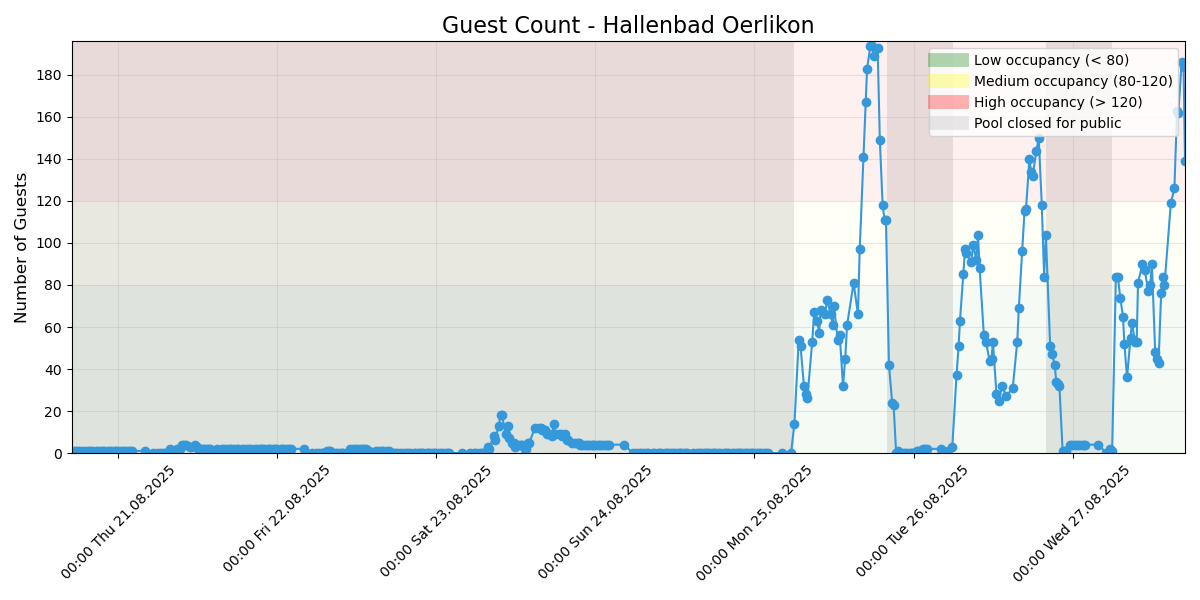 Guest Count - Hallenbad Oerlikon
Number of Guests
180
160
140
120
100
80
60
40
20
0
Low occupancy (< 80)
Medium occupancy (80-120)
High occupancy (> 120)
Pool closed for public
00:00 Thu 21.08.2025
00:00 Fri 22.08.2025
00:00 Sat 23.08.2025
00:00 Sun 24.08.2025
00:00 Mon 25.08.2025
00:00 Tue 26.08.2025
00:00 Wed 27.08.2025